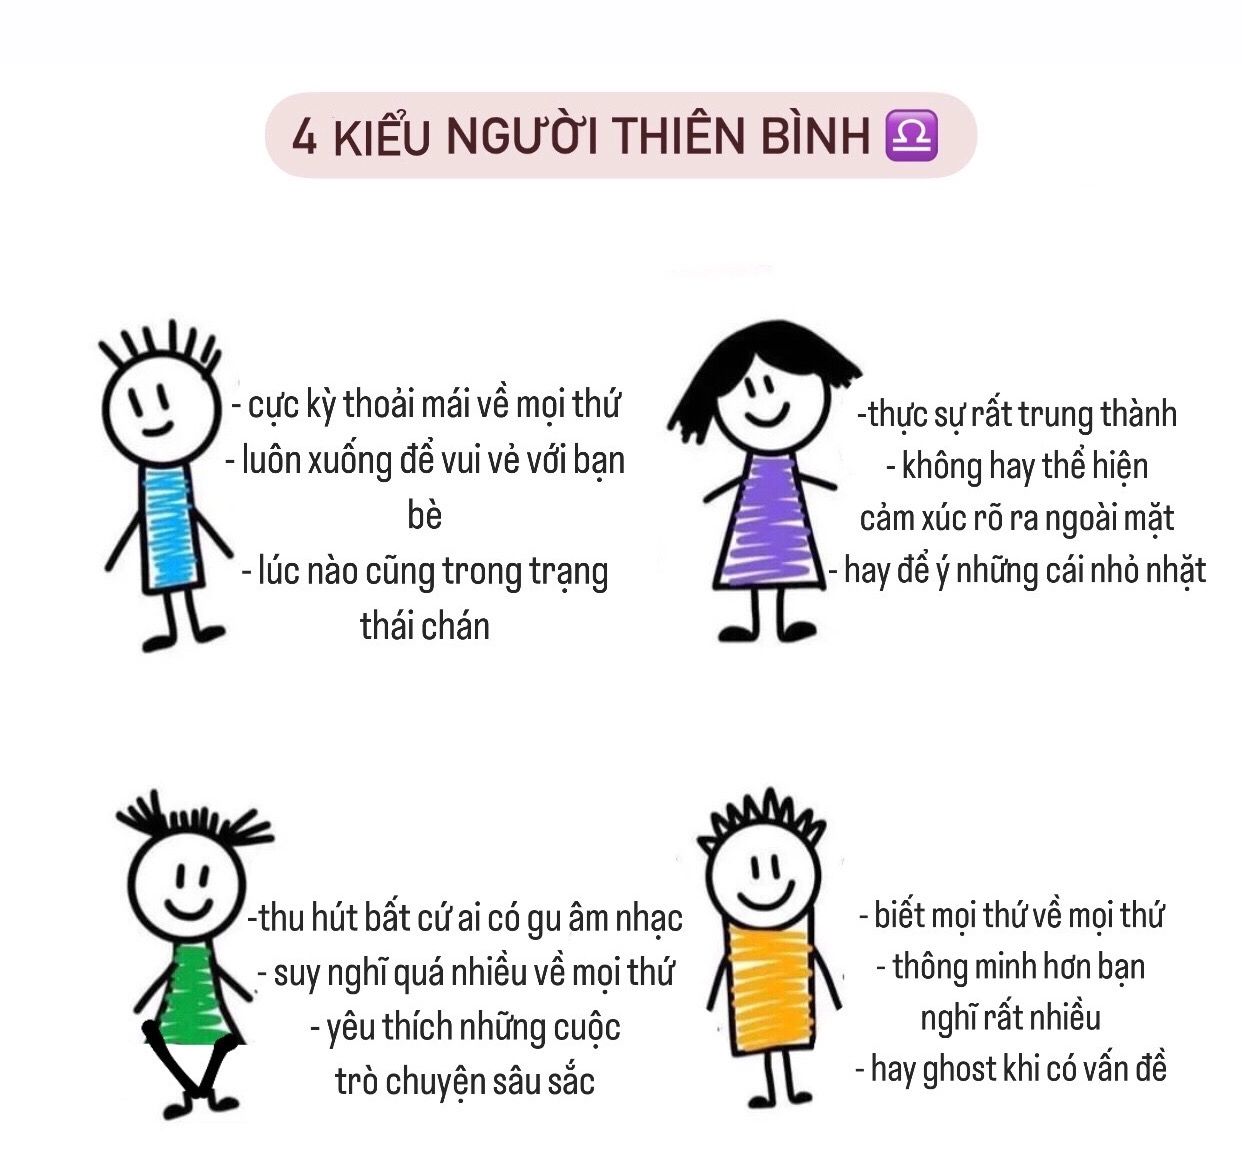 4 KIỂU NGƯỜI THIÊN BÌNH ♎
- cực kỳ thoải mái về mọi thứ
- luôn xuống để vui vẻ với bạn
bè
- lúc nào cũng trong trạng
thái chán
-thực sự rất trung thành
- không hay thể hiện
cảm xúc rõ ra ngoài mặt
- hay để ý những cái nhỏ nhặt
-thu hút bất cứ ai có gu âm nhạc
- suy nghĩ quá nhiều về mọi thứ
- yêu thích những cuộc
trò chuyện sâu sắc
- biết mọi thứ về mọi thứ
- thông minh hơn bạn
nghĩ rất nhiều
- hay ghost khi có vấn đề